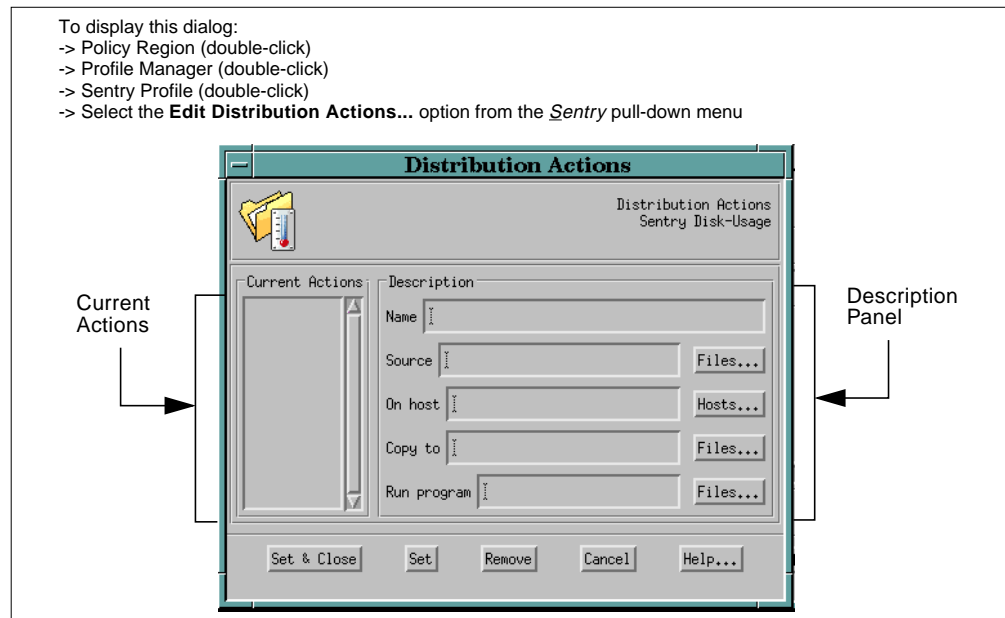 To display this dialog:
-> Policy Region (double-click)
-> Profile Manager (double-click)
-> Sentry Profile (double-click)
-> Select the Edit Distribution Actions... option from the Sentry pull-down menu
Distribution Actions
Distribution Actions
Sentry Disk-Usage
Current Actions
Description
Name
Source
Files...
On host
Hosts...
Copy to
Files...
Run program
Files...
Set & Close
Set
Remove
Cancel
Help...
Current
Actions
Description
Panel